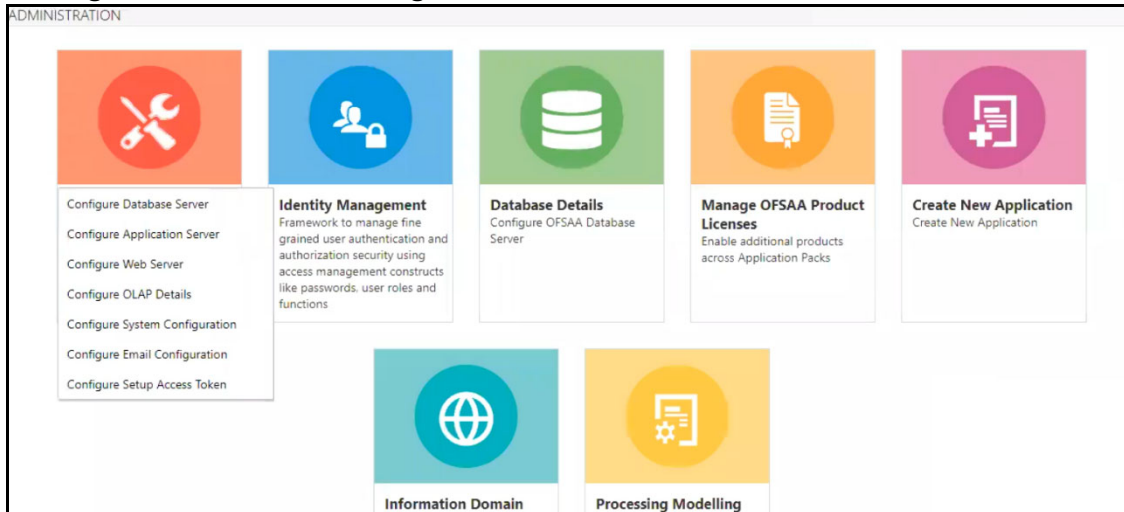 ADMINISTRATION
Configure Database Server
Configure Application Server
Configure Web Server
Configure OLAP Details
Configure System Configuration
Configure Email Configuration
Configure Setup Access Token
Identity Management
Framework to manage fine
grained user authentication and
authorization security using
access management constructs
like passwords. user roles and
functions
Database Details
Configure OFSAA Database
Server
Manage OFSAA Product
Licenses
Enable additional products
across Application Packs
Create New Application
Create New Application
Information Domain
Processing Modelling